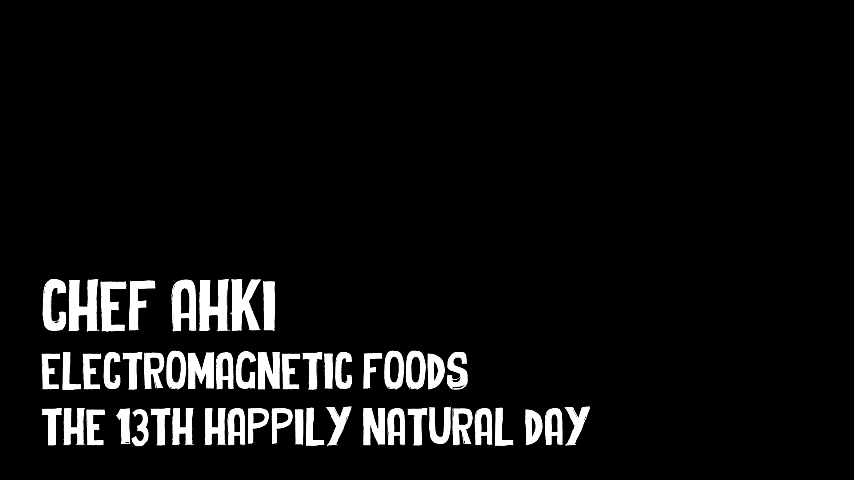 CHEF AHKI
ELECTROMAGNETIC FOODS
THE 13TH HAPPILY NATURAL DAY